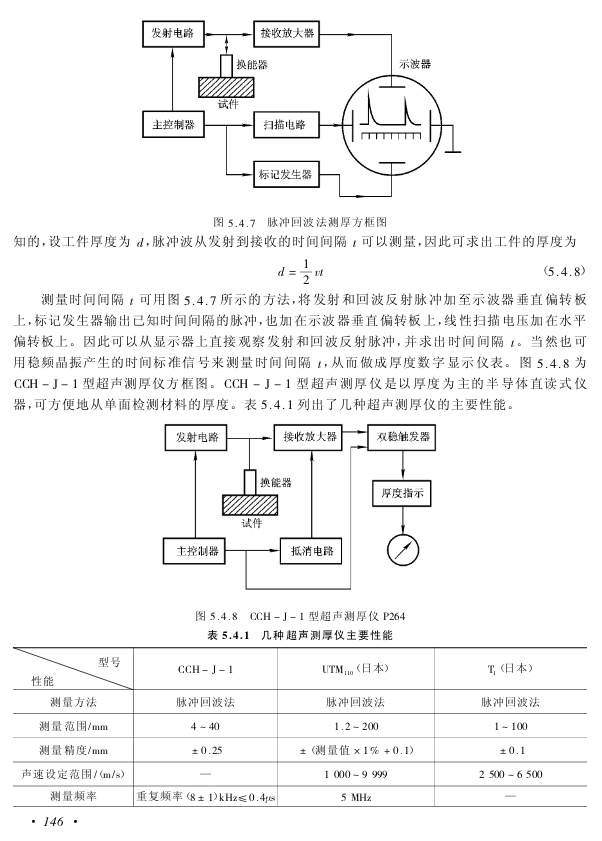 发射电路
接收放大器
换能器
示波器
试件
主控制器
扫描电路
标记发生器
图 5.4.7 脉冲回波法测厚方框图
知的,设工件厚度为 d,脉冲波从发射到接收的时间间隔 t 可以测量,因此可求出工件的厚度为
d = 1/2 vt (5.4.8)
测量时间间隔 t 可用图 5.4.7 所示的方法,将发射和回波反射脉冲加至示波器垂直偏转板
上,标记发生器输出已知时间间隔的脉冲,也加在示波器垂直偏转板上,线性扫描电压加在水平
偏转板上。因此可以从显示器上直接观察发射和回波反射脉冲,并求出时间间隔 t。当然也可
用稳频晶振产生的时间标准信号来测量时间间隔 t,从而做成厚度数字显示仪表。图 5.4.8 为
CCH-J-1 型超声测厚仪方框图。CCH-J-1 型超声测厚仪是以厚度为主的半导体直读式仪
器,可方便地从单面检测材料的厚度。表 5.4.1 列出了几种超声测厚仪的主要性能。
发射电路
接收放大器
双稳触发器
换能器
厚度指示
试件
主控制器
抵消电路
图 5.4.8 CCH-J-1 型超声测厚仪 P264
表 5.4.1 几种超声测厚仪主要性能
型号
性能
CCH-J-1 UTM110(日本) T1(日本)
测量方法 脉冲回波法 脉冲回波法 脉冲回波法
测量范围/mm 4~40 1.2~200 1~100
测量精度/mm ±0.25 ±(测量值×1%+0.1) ±0.1
声速设定范围/(m/s) — 1 000~9 999 2 500~6 500
测量频率 重复频率(8±1)kHz≤0.4μs 5 MHz —
· 146 ·